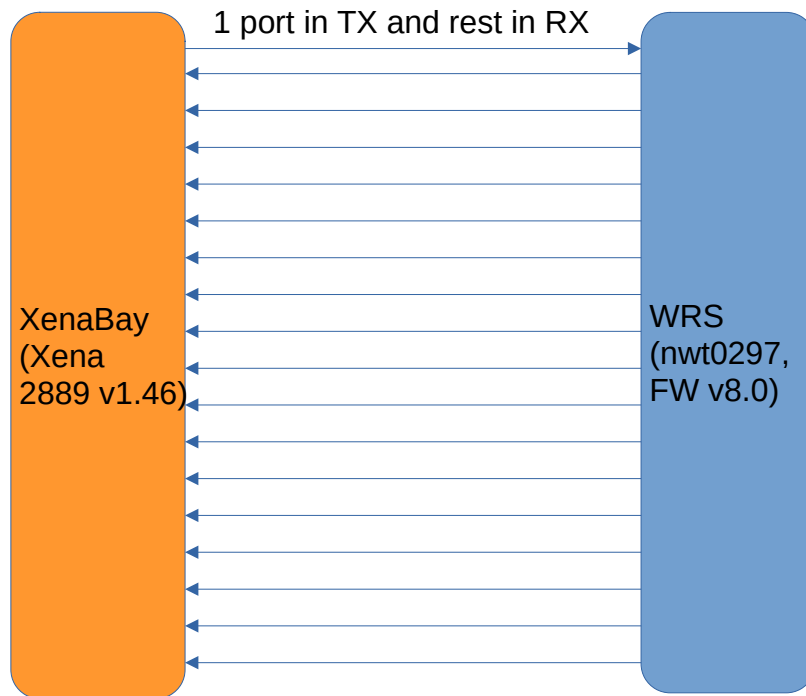 1 port in TX and rest in RX
XenaBay
(Xena
2889 v1.46)
WRS
(nwt0297,
FW v8.0)